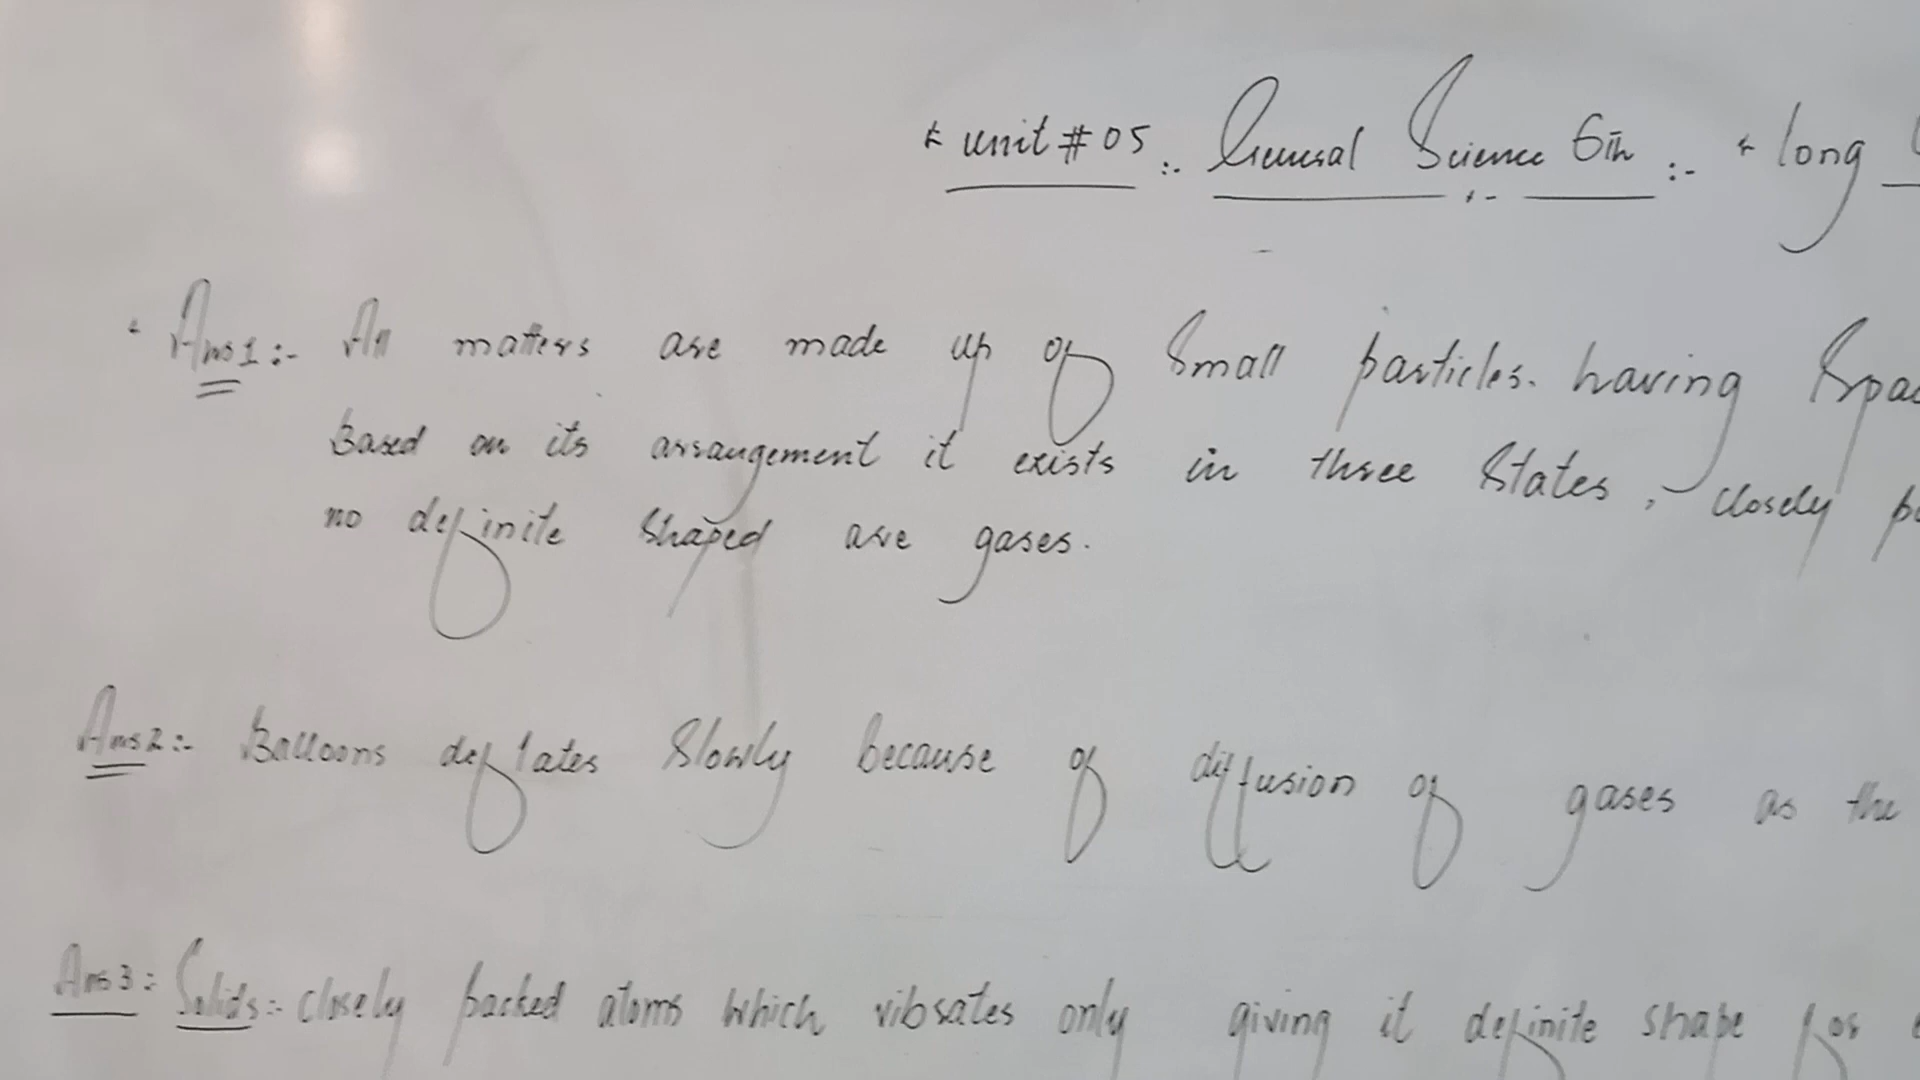 * unit # 05 :. General Science 6th :- * long
* Ans 1 :- All matters are made up of Small particles. having
Based on its arrangement it exists in three States, closely
no definite shaped are gases.
Ans 2 :- Balloons deflates Slowly because of diffusion of gases as the
Ans 3 : Solids :- closely packed atoms which vibrates only giving it definite shape for